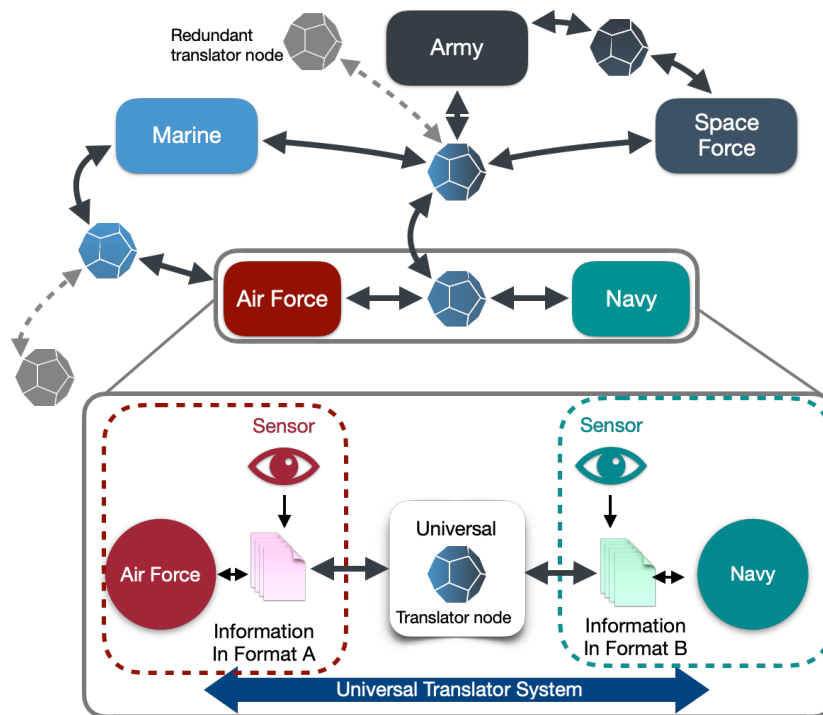 Redundant
translator node
Army
Marine
Space
Force
Air Force
Navy
Sensor
Sensor
Universal
Translator node
Air Force
Navy
Information
In Format A
Information
In Format B
Universal Translator System